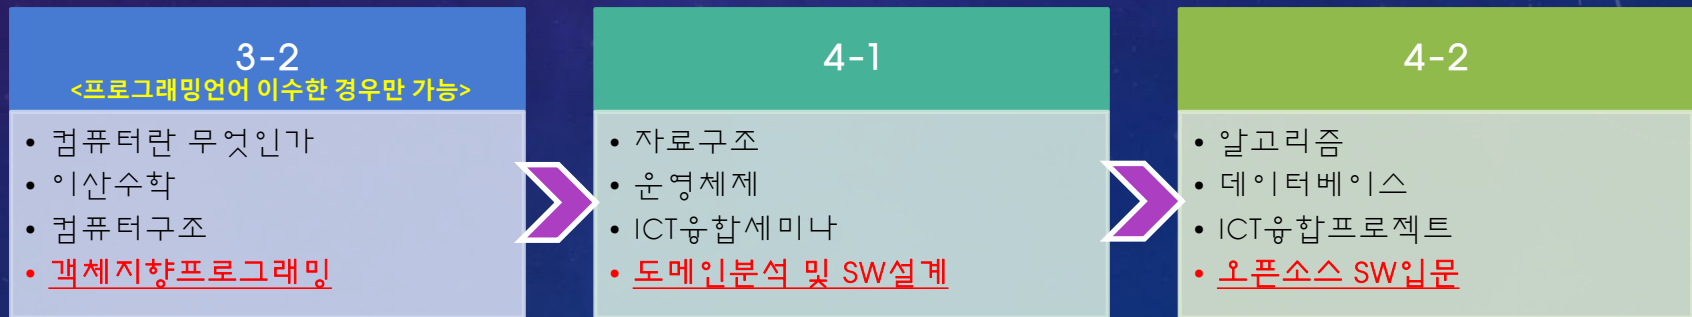 3-2
<프로그래밍언어 이수한 경우만 가능>
• 컴퓨터란 무엇인가
• 이산수학
• 컴퓨터구조
• 객체지향프로그래밍
4-1
• 자료구조
• 운영체제
• ICT융합세미나
• 도메인분석 및 SW설계
4-2
• 알고리즘
• 데이터베이스
• ICT융합프로젝트
• 오픈소스 SW입문